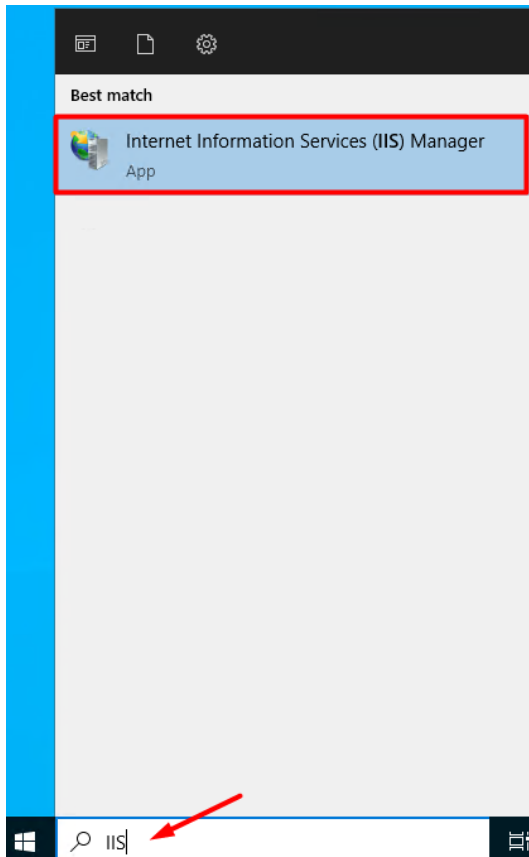 Best match
Internet Information Services (IIS) Manager
App
IIS